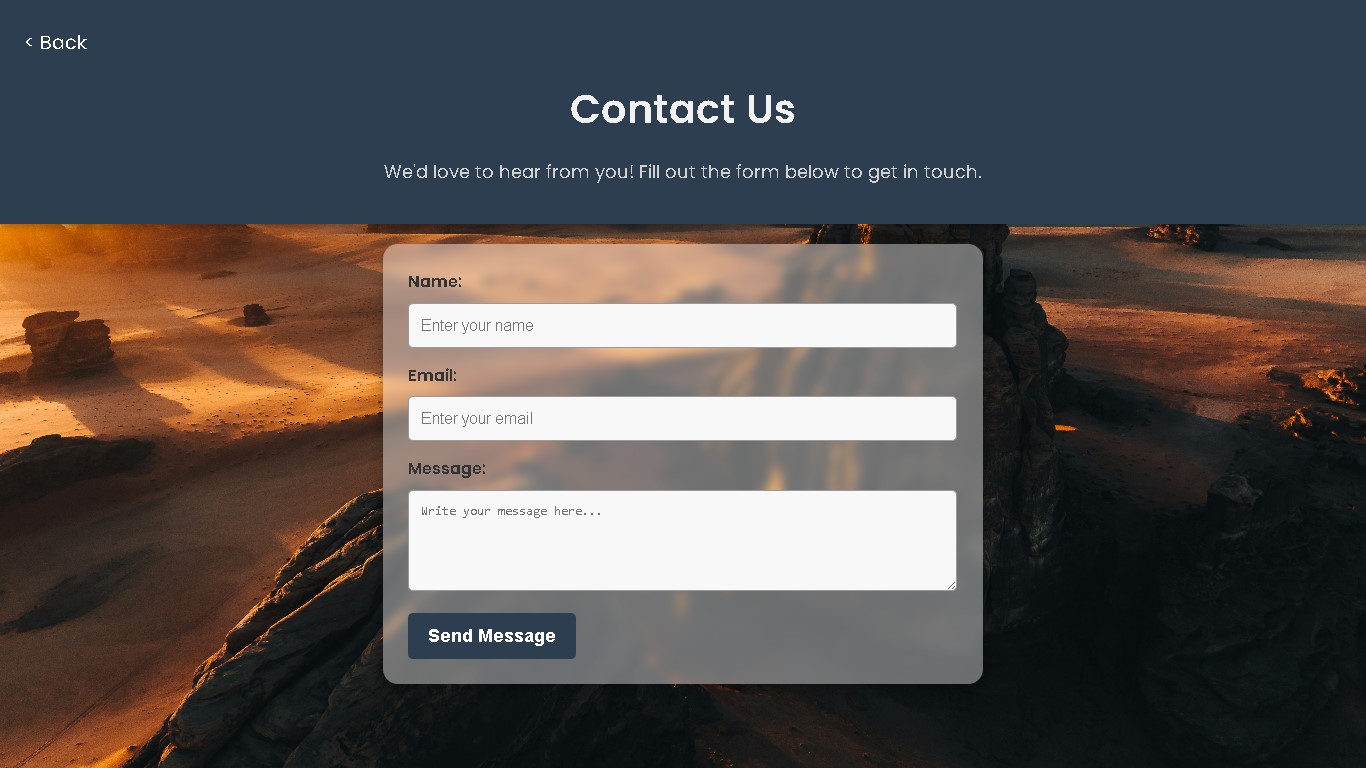 < Back
Contact Us
We'd love to hear from you! Fill out the form below to get in touch.
Name:
Enter your name
Email:
Enter your email
Message:
Write your message here...
Send Message